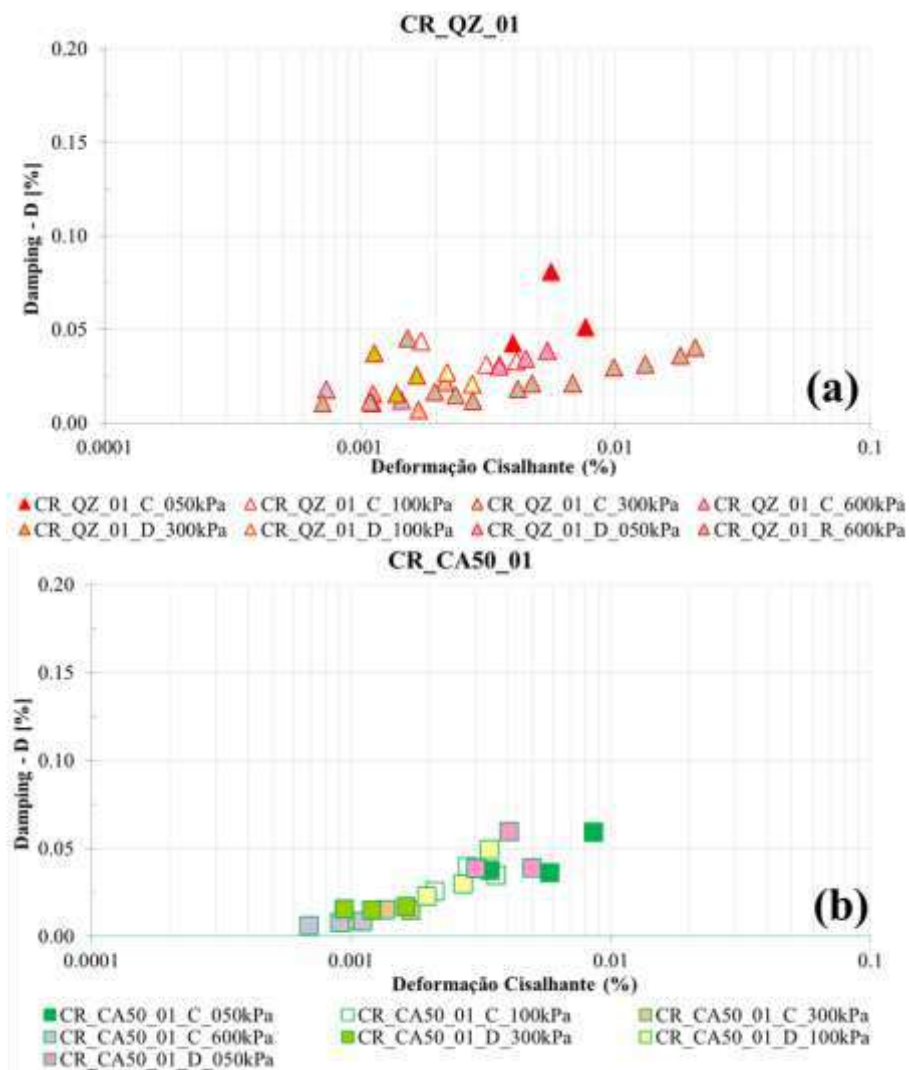 CR_QZ_01
0.20
0.15
0.10
0.05
0.00
Damping - D [%]
0.0001 0.001 0.01 0.1
Deformação Cisalhante (%)
(a)
CR_QZ_01_C_050kPa CR_QZ_01_C_100kPa CR_QZ_01_C_300kPa CR_QZ_01_C_600kPa
CR_QZ_01_D_300kPa CR_QZ_01_D_100kPa CR_QZ_01_D_050kPa CR_QZ_01_R_600kPa
CR_CA50_01
0.20
0.15
0.10
0.05
0.00
Damping - D [%]
0.0001 0.001 0.01 0.1
Deformação Cisalhante (%)
(b)
CR_CA50_01_C_050kPa CR_CA50_01_C_100kPa CR_CA50_01_C_300kPa
CR_CA50_01_C_600kPa CR_CA50_01_D_300kPa CR_CA50_01_D_100kPa
CR_CA50_01_D_050kPa